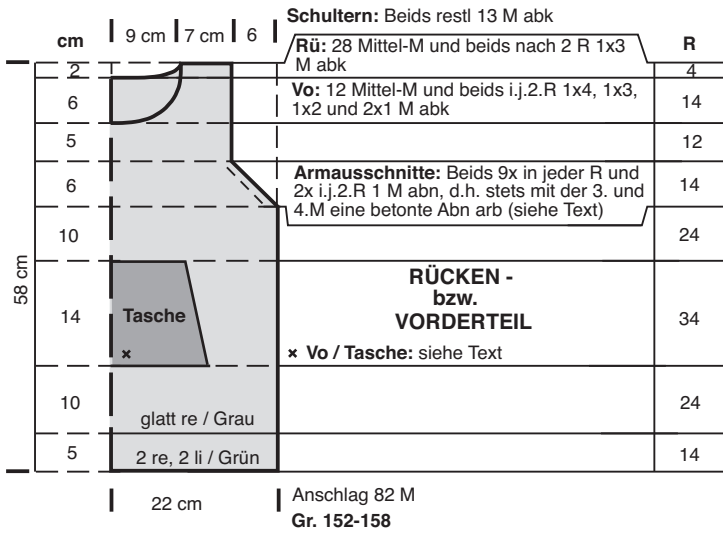 Schultern: Beids restl 13 M abk
cm 9 cm 7 cm 6 Rü: 28 Mittel-M und beids nach 2 R 1x3 R
M abk
2 4
6 Vo: 12 Mittel-M und beids i.j.2.R 1x4, 1x3, 14
1x2 und 2x1 M abk
5 12
6 Armausschnitte: Beids 9x in jeder R und 14
2x i.j.2.R 1 M abn, d.h. stets mit der 3. und
4.M eine betonte Abn arb (siehe Text)
10 24
58 cm
RÜCKEN -
bzw.
14 Tasche VORDERTEIL 34
× × Vo / Tasche: siehe Text
10 glatt re / Grau 24
5 2 re, 2 li / Grün 14
22 cm Anschlag 82 M
Gr. 152-158